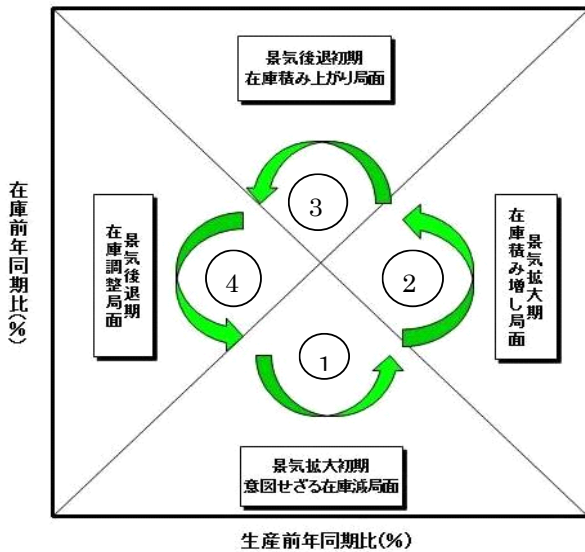 景気後退初期
在庫積み上がり局面
在庫前年同期比(%)
景気後退期
在庫調整局面
③
④
②
①
景気拡大期
在庫積み増し局面
景気拡大初期
意図せざる在庫減局面
生産前年同期比(%)